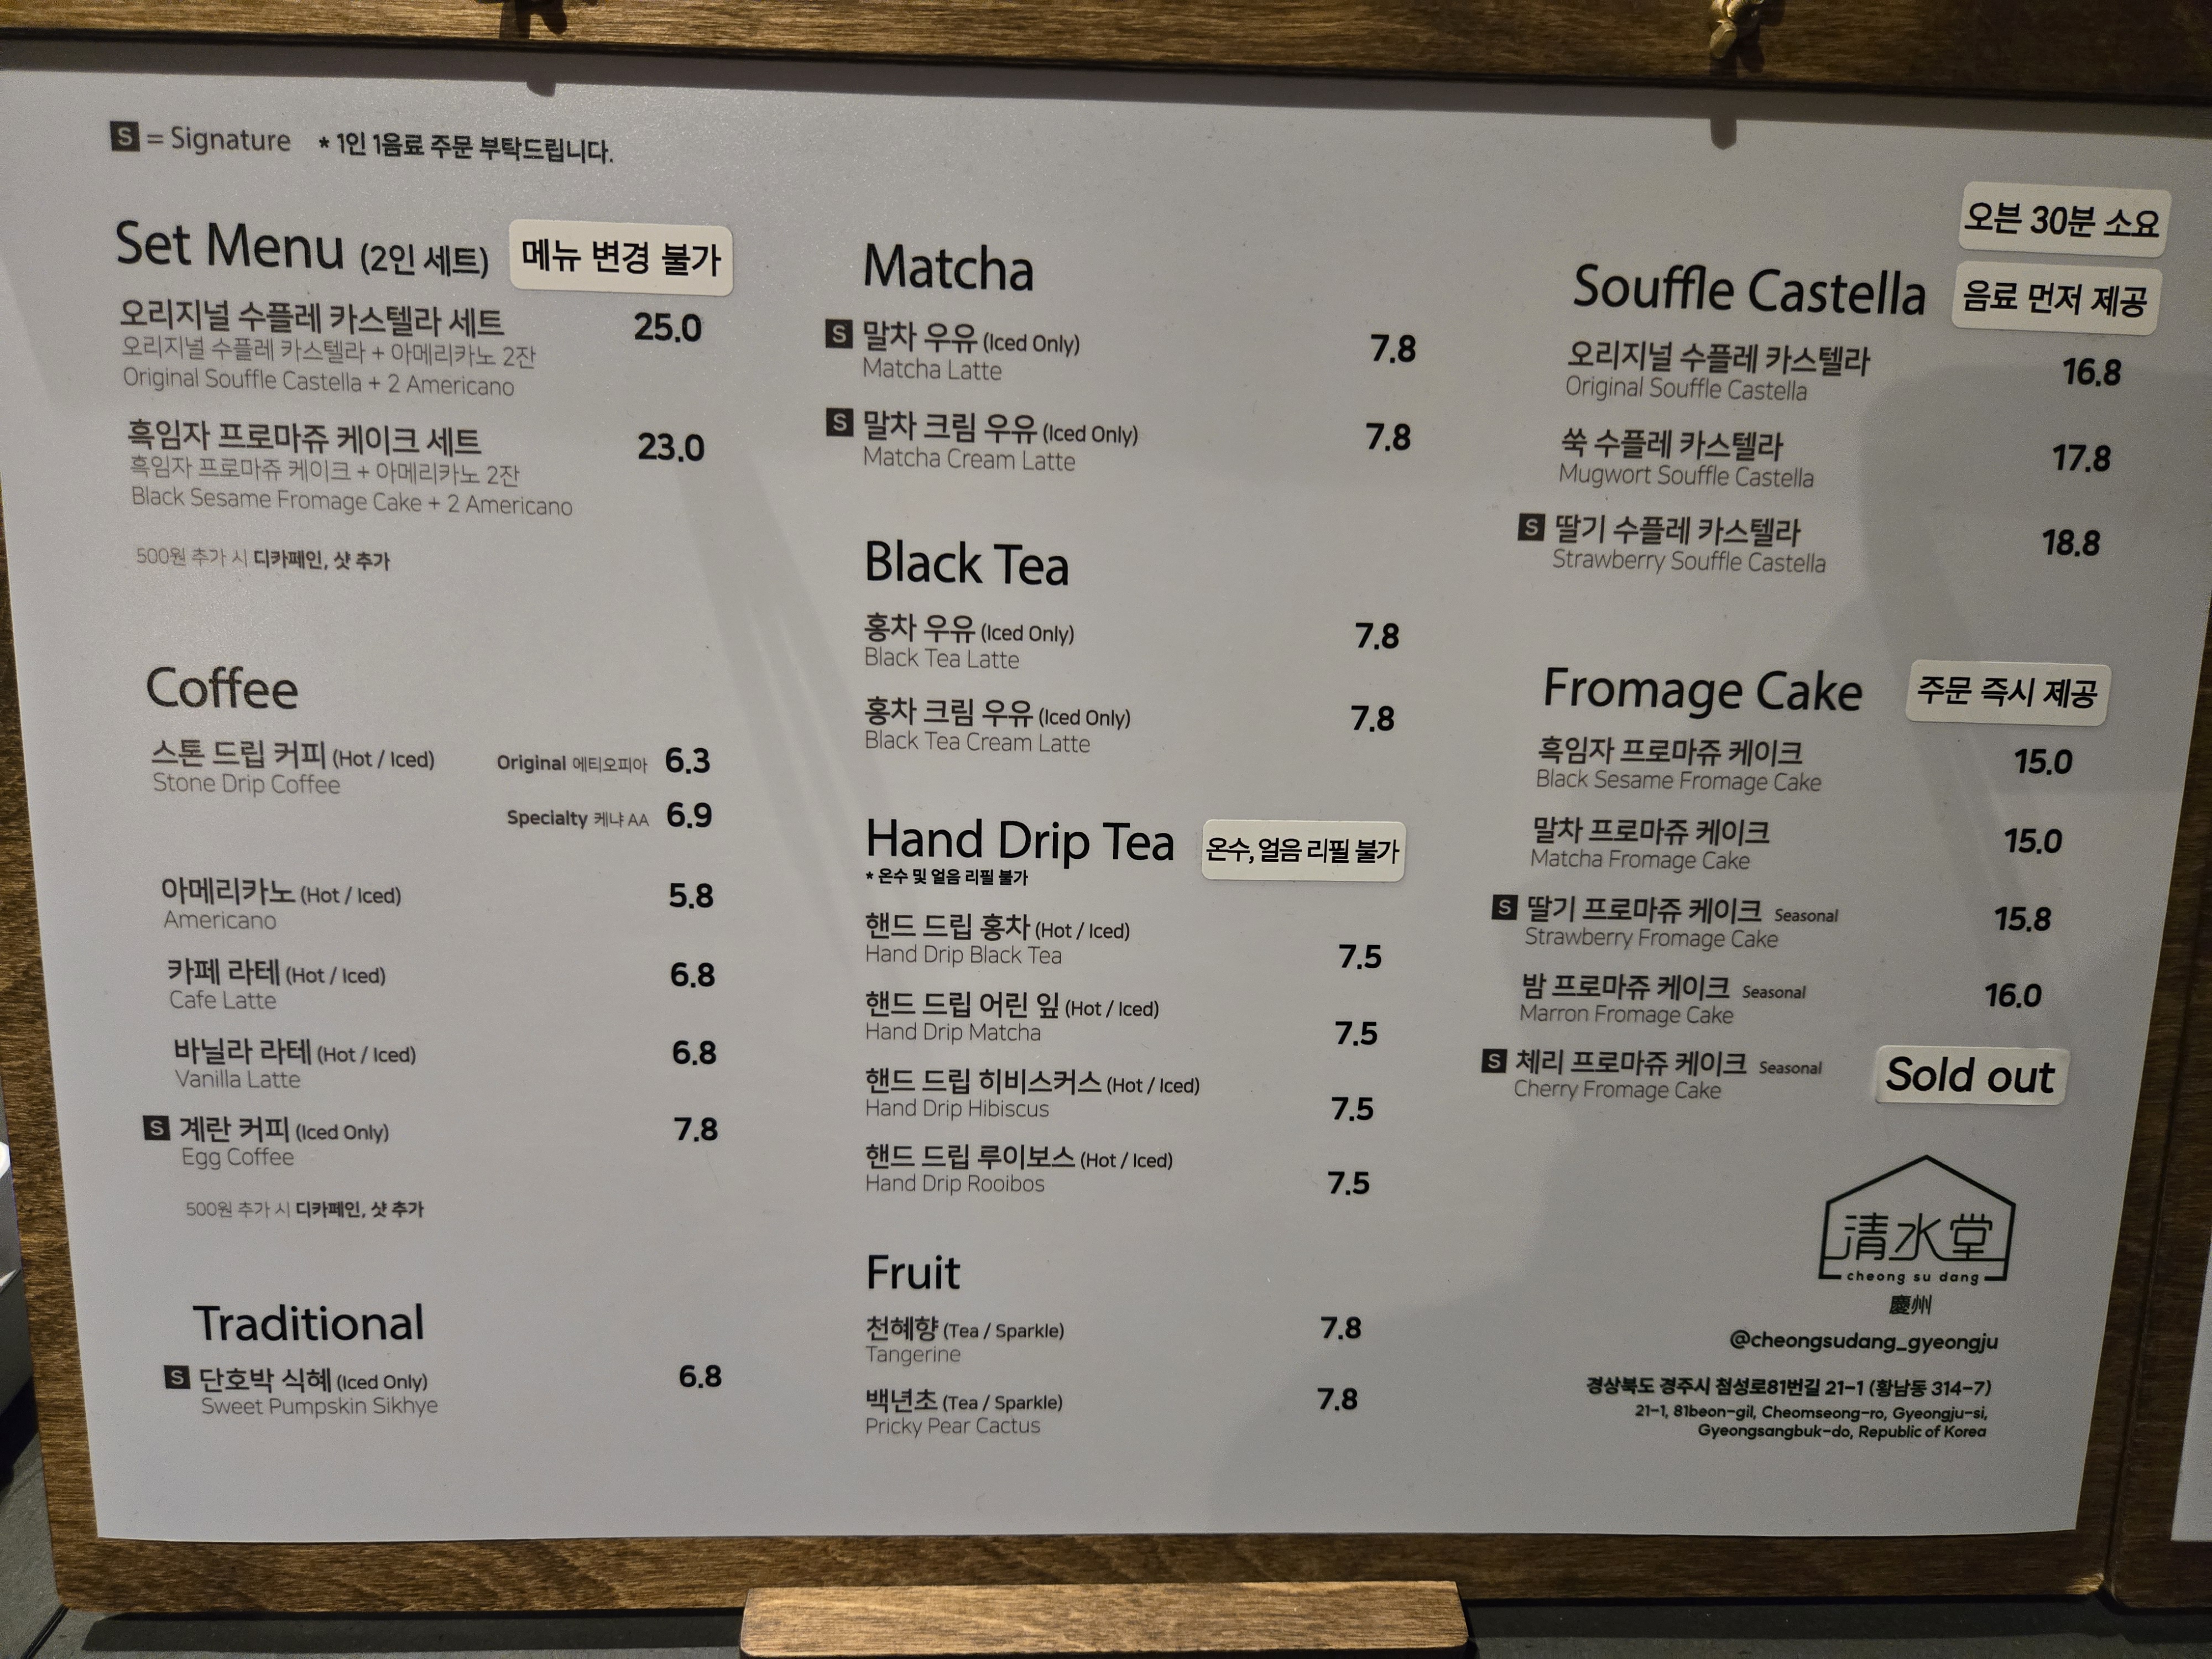 S = Signature * 1인 1음료 주문 부탁드립니다.
Set Menu (2인 세트) 메뉴 변경 불가
오리지널 수플레 카스텔라 세트 25.0
오리지널 수플레 카스텔라 + 아메리카노 2잔
Original Souffle Castella + 2 Americano
흑임자 프로마쥬 케이크 세트 23.0
흑임자 프로마쥬 케이크 + 아메리카노 2잔
Black Sesame Fromage Cake + 2 Americano
500원 추가 시 디카페인, 샷 추가
Coffee
스톤 드립 커피 (Hot / Iced) Original 에티오피아 6.3
Stone Drip Coffee
Specialty 케냐 AA 6.9
아메리카노 (Hot / Iced) 5.8
Americano
카페 라테 (Hot / Iced) 6.8
Cafe Latte
바닐라 라테 (Hot / Iced) 6.8
Vanilla Latte
S 계란 커피 (Iced Only) 7.8
Egg Coffee
500원 추가 시 디카페인, 샷 추가
Traditional
S 단호박 식혜 (Iced Only) 6.8
Sweet Pumpskin Sikhye
Matcha
S 말차 우유 (Iced Only) 7.8
Matcha Latte
S 말차 크림 우유 (Iced Only) 7.8
Matcha Cream Latte
Black Tea
홍차 우유 (Iced Only) 7.8
Black Tea Latte
홍차 크림 우유 (Iced Only) 7.8
Black Tea Cream Latte
Hand Drip Tea 온수, 얼음 리필 불가
* 온수 및 얼음 리필 불가
핸드 드립 홍차 (Hot / Iced) 7.5
Hand Drip Black Tea
핸드 드립 어린 잎 (Hot / Iced) 7.5
Hand Drip Matcha
핸드 드립 히비스커스 (Hot / Iced) 7.5
Hand Drip Hibiscus
핸드 드립 루이보스 (Hot / Iced) 7.5
Hand Drip Rooibos
Fruit
천혜향 (Tea / Sparkle) 7.8
Tangerine
백년초 (Tea / Sparkle) 7.8
Pricky Pear Cactus
오븐 30분 소요
Souffle Castella 음료 먼저 제공
오리지널 수플레 카스텔라 16.8
Original Souffle Castella
쑥 수플레 카스텔라 17.8
Mugwort Souffle Castella
S 딸기 수플레 카스텔라 18.8
Strawberry Souffle Castella
Fromage Cake 주문 즉시 제공
흑임자 프로마쥬 케이크 15.0
Black Sesame Fromage Cake
말차 프로마쥬 케이크 15.0
Matcha Fromage Cake
S 딸기 프로마쥬 케이크 Seasonal 15.8
Strawberry Fromage Cake
밤 프로마쥬 케이크 Seasonal 16.0
Marron Fromage Cake
S 체리 프로마쥬 케이크 Seasonal Sold out
Cherry Fromage Cake
清水堂
cheong su dang
慶州
@cheongsudang_gyeongju
경상북도 경주시 첨성로81번길 21-1 (황남동 314-7)
21-1, 81beon-gil, Cheomseong-ro, Gyeongju-si,
Gyeongsangbuk-do, Republic of Korea